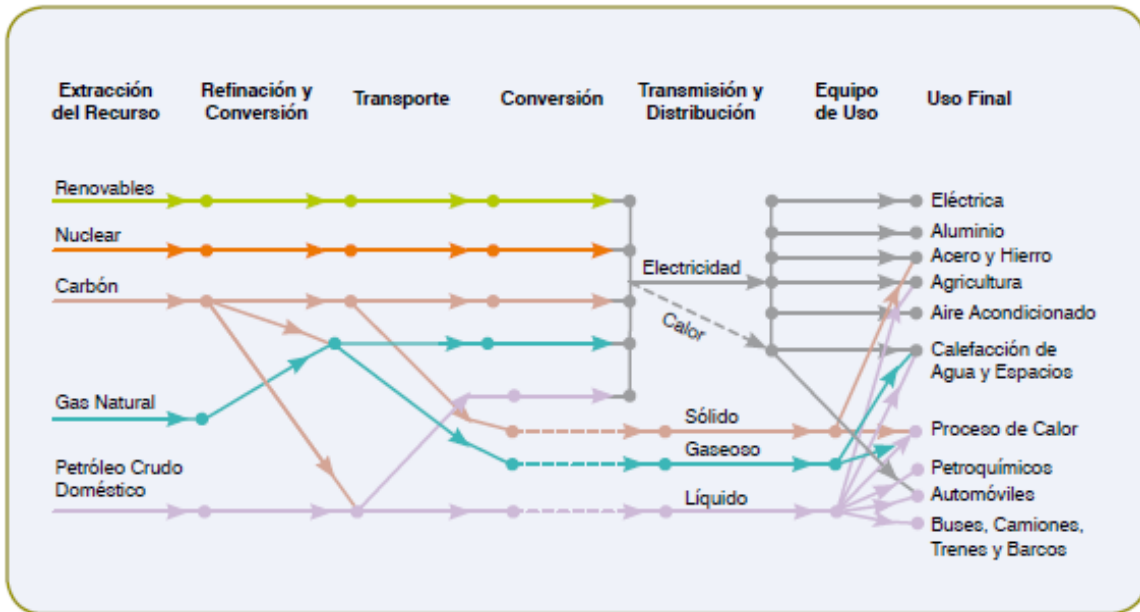 Extracción
del Recurso
Refinación y
Conversión
Transporte
Conversión
Transmisión y
Distribución
Equipo
de Uso
Uso Final
Renovables
Nuclear
Carbón
Gas Natural
Petróleo Crudo
Doméstico
Electricidad
Calor
Sólido
Gaseoso
Líquido
Eléctrica
Aluminio
Acero y Hierro
Agricultura
Aire Acondicionado
Calefacción de
Agua y Espacios
Proceso de Calor
Petroquímicos
Automóviles
Buses, Camiones,
Trenes y Barcos